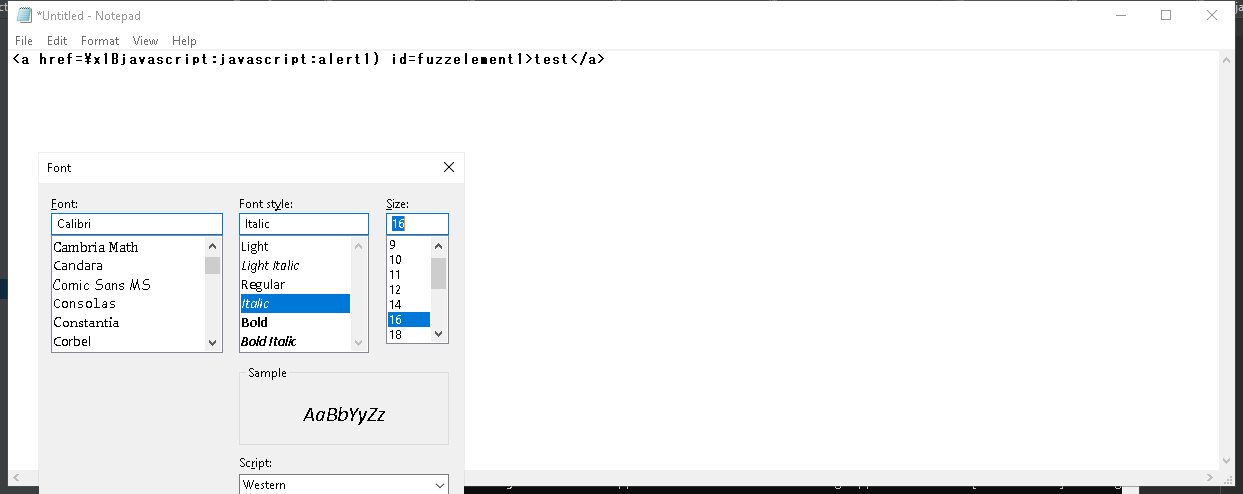 *Untitled - Notepad
File Edit Format View Help
<a href=¥x1Bjavascript:javascript:alert1) id=fuzzelement1>test</a>
Font
Font: Font style: Size:
Calibri Italic 16
Cambria Math Light 9
Candara Light Italic 10
Comic Sans MS Regular 11
Consolas Italic 12
Constantia Bold 14
Corbel Bold Italic 16
18
Sample
AaBbYyZz
Script:
Western